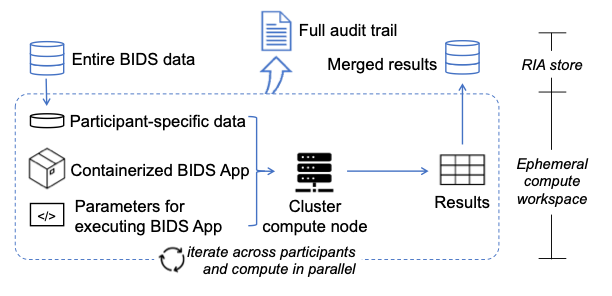 Full audit trail
Entire BIDS data
Merged results
RIA store
Participant-specific data
Containerized BIDS App
</>
Parameters for
executing BIDS App
Cluster
compute node
Results
Ephemeral
compute
workspace
iterate across participants
and compute in parallel